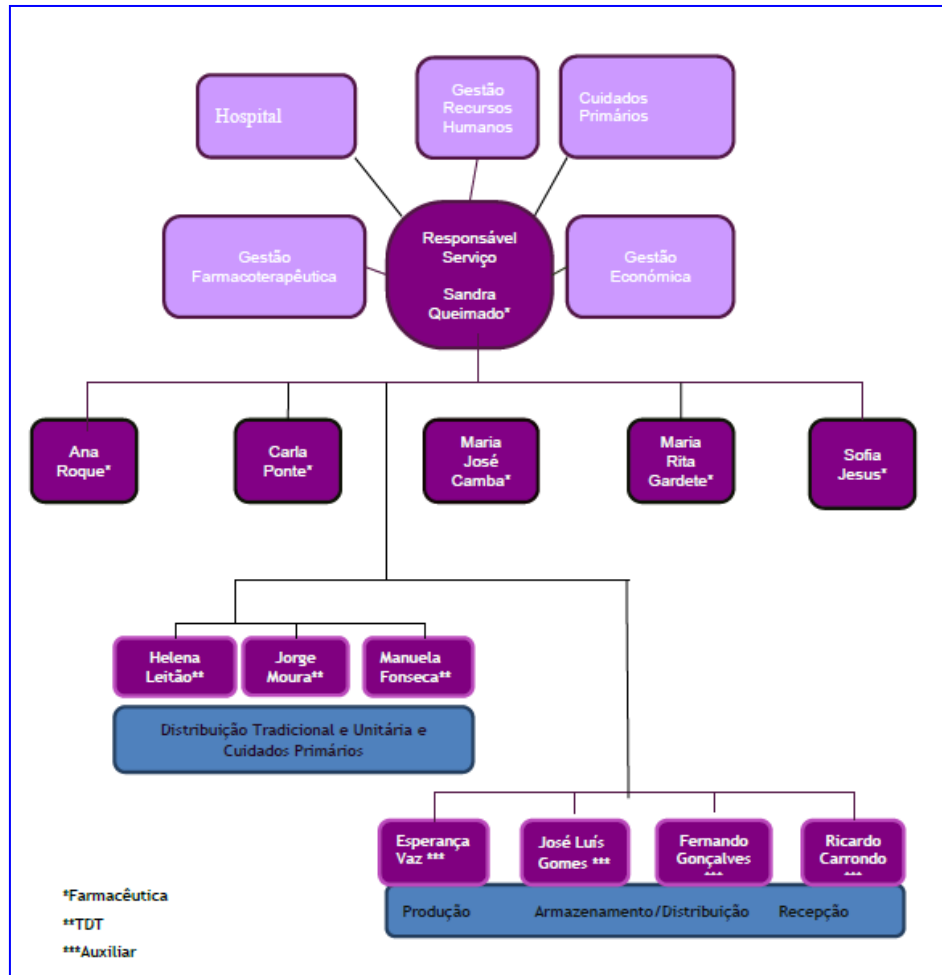 Hospital
Gestão
Recursos
Humanos
Cuidados
Primários
Gestão
Farmacoterapêutica
Responsável
Serviço
Sandra
Queimado*
Gestão
Económica
Ana
Roque*
Carla
Ponte*
Maria
José
Camba*
Maria
Rita
Gardete*
Sofia
Jesus*
Helena
Leitão**
Jorge
Moura**
Manuela
Fonseca**
Distribuição Tradicional e Unitária e
Cuidados Primários
Esperança
Vaz ***
José Luís
Gomes ***
Fernando
Gonçalves
***
Ricardo
Carrondo
***
Produção Armazenamento/Distribuição Recepção
*Farmacêutica
**TDT
***Auxiliar